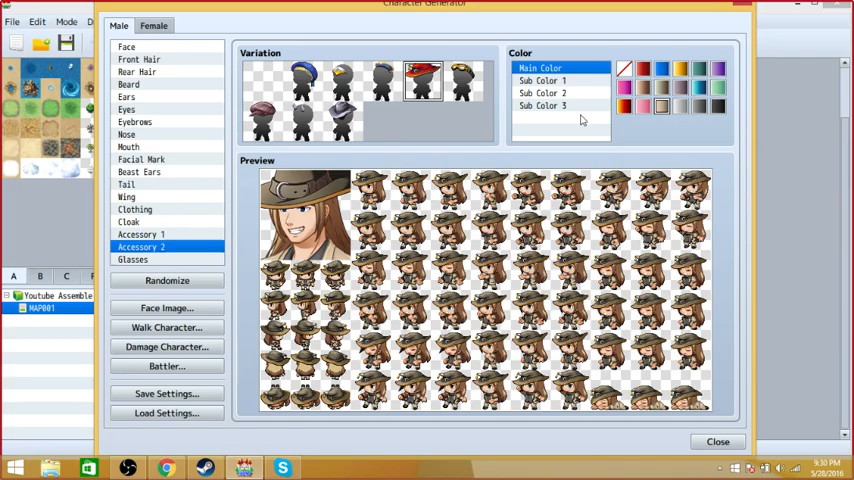 Character Generator
File Edit Mode
Male Female
Face
Front Hair
Rear Hair
Beard
Ears
Eyes
Eyebrows
Nose
Mouth
Facial Mark
Beast Ears
Tail
Wing
Clothing
Cloak
Accessory 1
Accessory 2
Glasses
Randomize
Face Image...
Walk Character...
Damage Character...
Battler...
Save Settings...
Load Settings...
Variation
Color
Main Color
Sub Color 1
Sub Color 2
Sub Color 3
Preview
Close
A B C
Youtube Assemble
MAP001
9:30 PM
5/28/2016